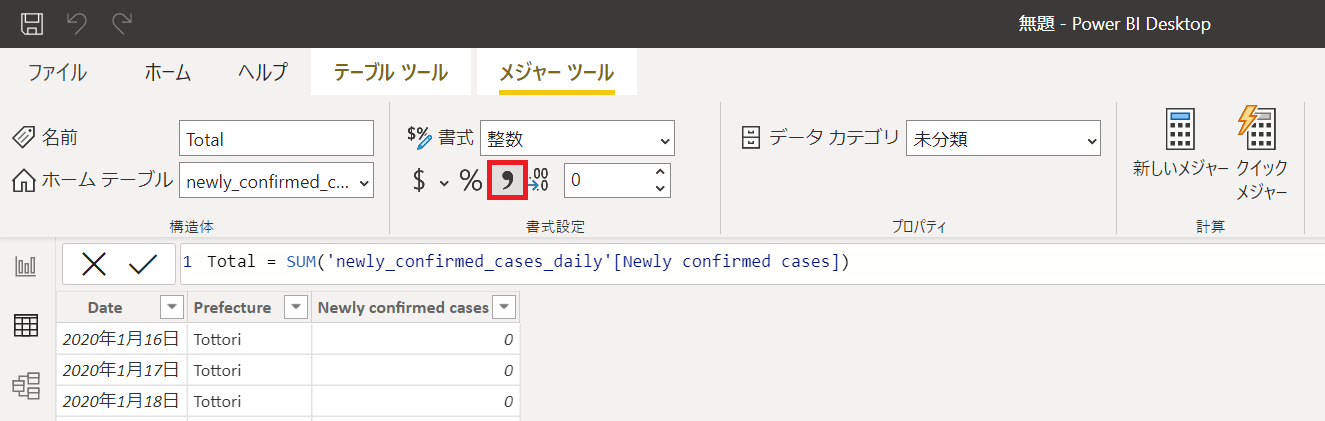 無題 - Power BI Desktop
ファイル ホーム ヘルプ テーブル ツール メジャー ツール
名前 Total $% 書式 整数 データ カテゴリ 未分類
ホーム テーブル newly_confirmed_c... $ % , .00 →.0 0 新しいメジャー クイック メジャー
構造体 書式設定 プロパティ 計算
1 Total = SUM('newly_confirmed_cases_daily'[Newly confirmed cases])
Date Prefecture Newly confirmed cases
2020年1月16日 Tottori 0
2020年1月17日 Tottori 0
2020年1月18日 Tottori 0